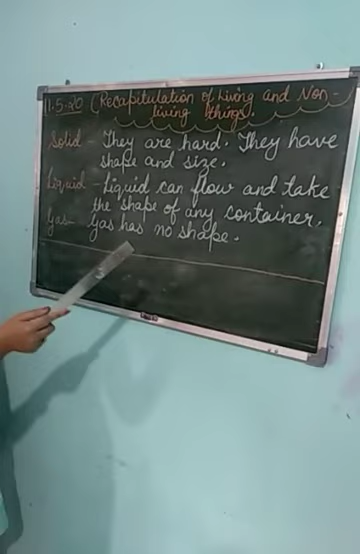 11.5.20 (Recapitulation of Living and Non-
living things).
Solid - They are hard. They have
shape and size.
Liquid - Liquid can flow and take
the shape of any container.
Gas - Gas has no shape.